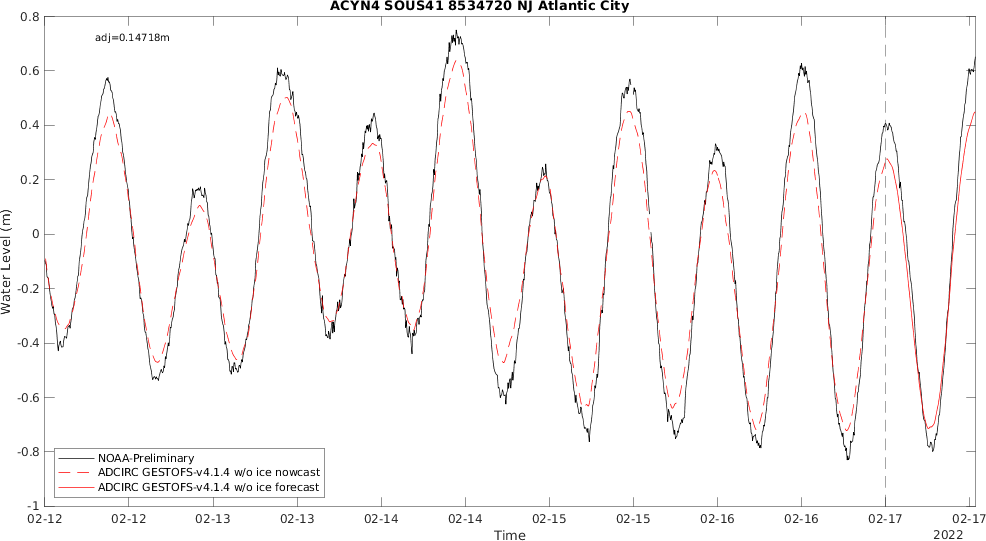 ACYN4 SOUS41 8534720 NJ Atlantic City
adj=0.14718m
0.8
0.6
0.4
0.2
0
-0.2
-0.4
-0.6
-0.8
-1
Water Level (m)
NOAA-Preliminary
ADCIRC GESTOFS-v4.1.4 w/o ice nowcast
ADCIRC GESTOFS-v4.1.4 w/o ice forecast
02-12 02-12 02-13 02-13 02-14 02-14 02-15 02-15 02-16 02-16 02-17 02-17
Time
2022